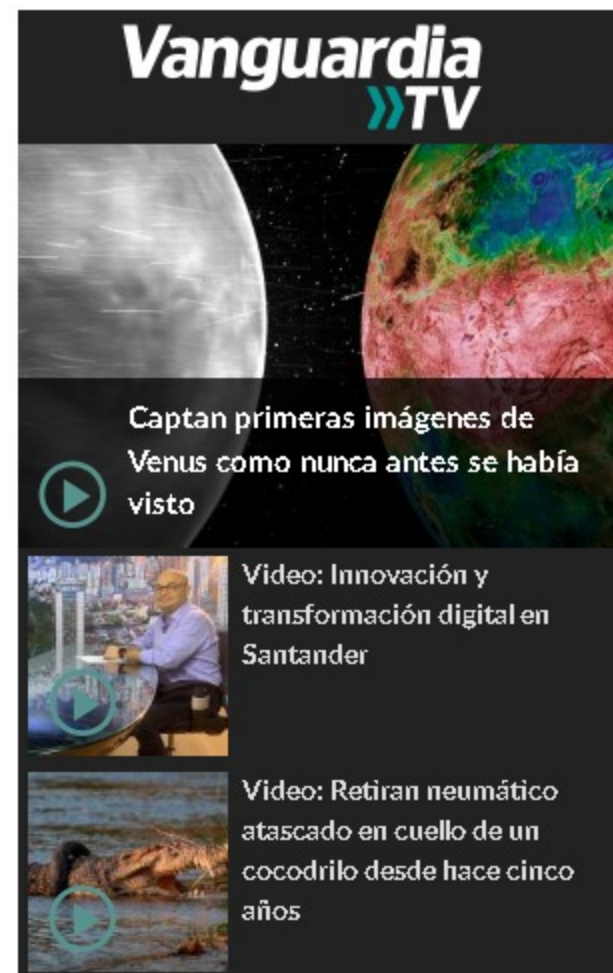 Vanguardia
»TV
Captan primeras imágenes de
Venus como nunca antes se había
visto
Video: Innovación y
transformación digital en
Santander
Video: Retiran neumático
atascado en cuello de un
cocodrilo desde hace cinco
años